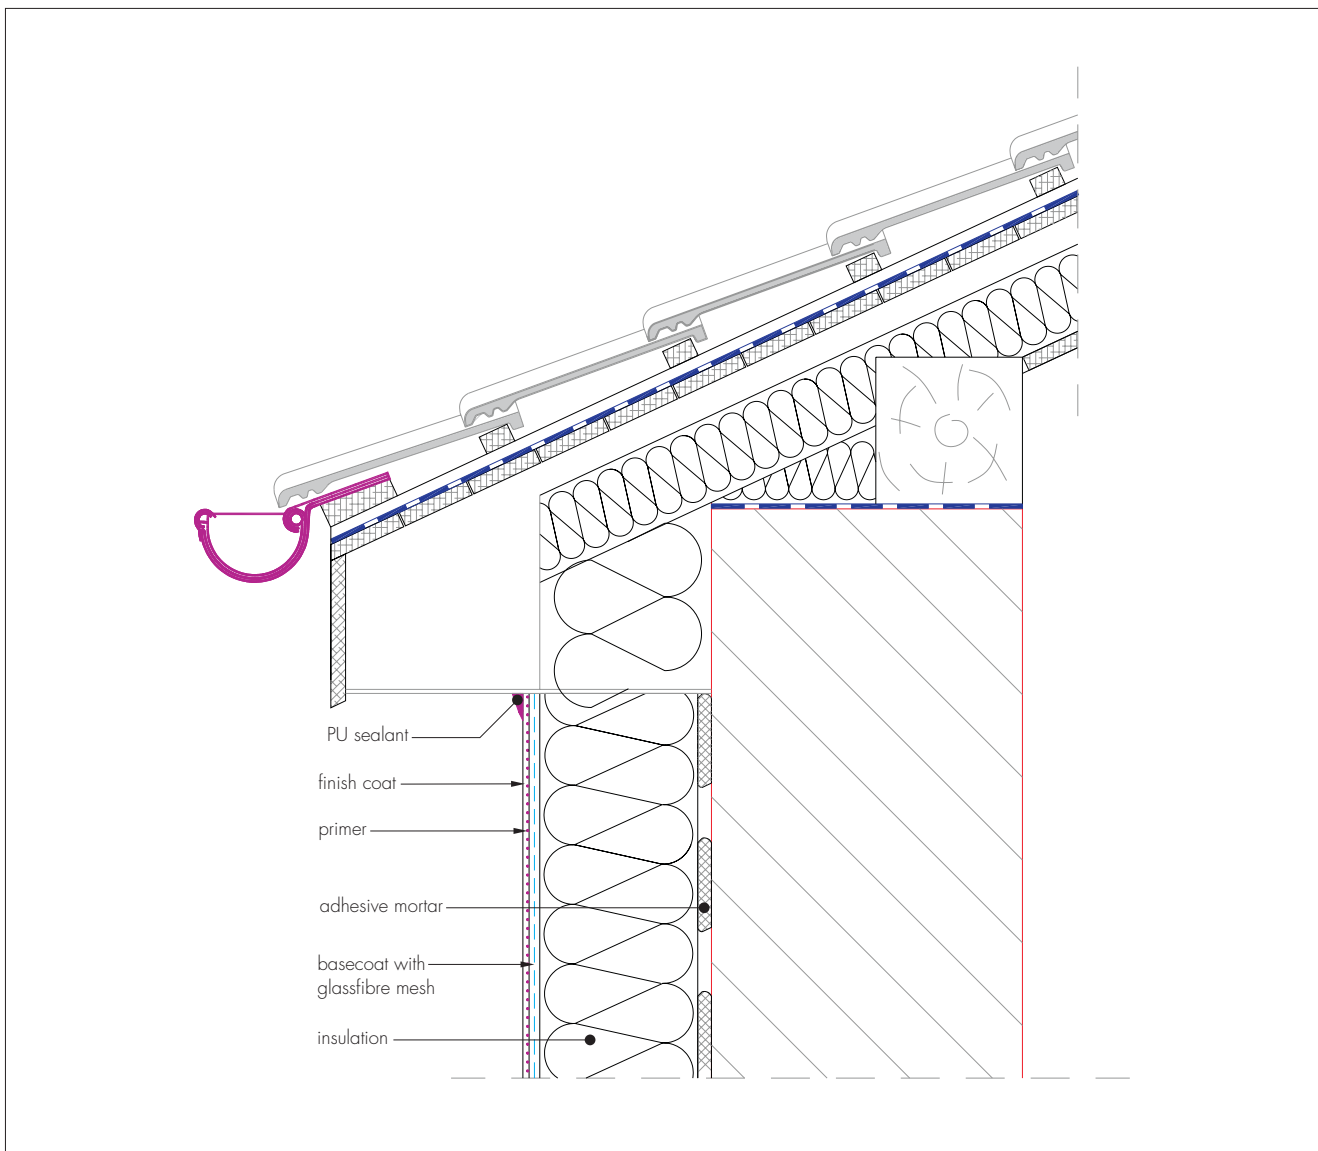 PU sealant
finish coat
primer
adhesive mortar
basecoat with
glassfibre mesh
insulation